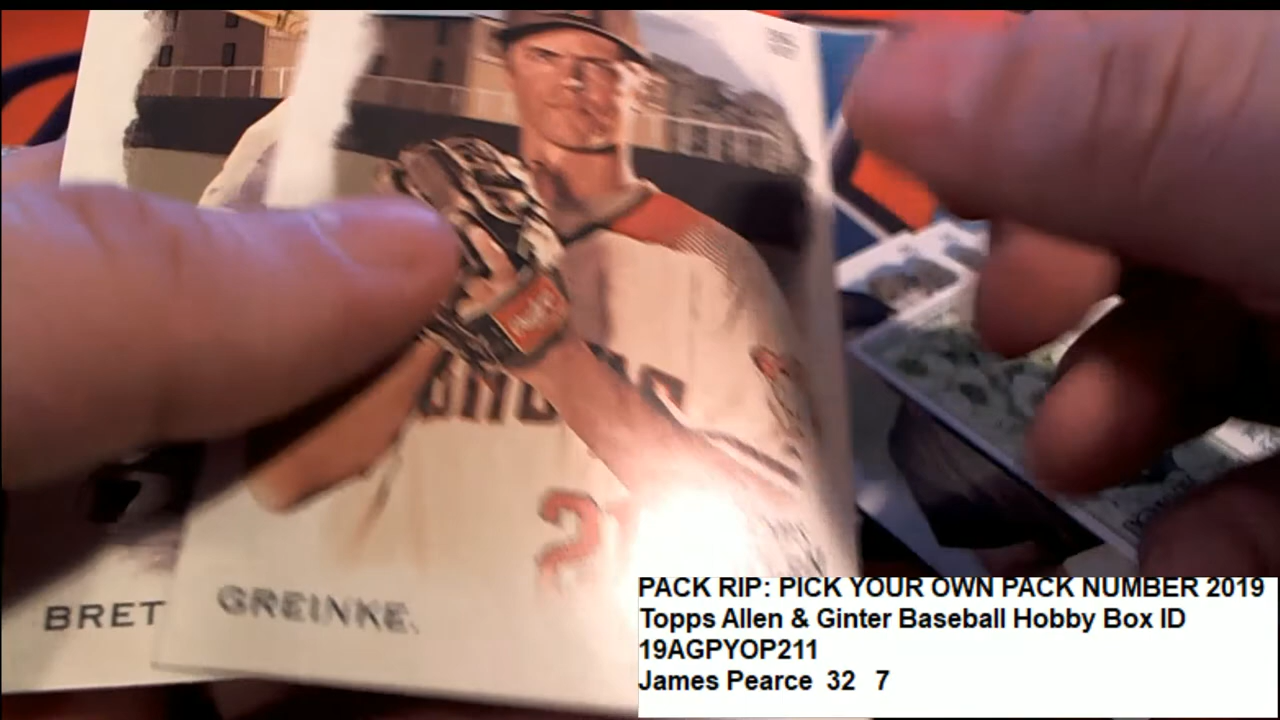 BRET
GREINKE.
2
PACK RIP: PICK YOUR OWN PACK NUMBER 2019
Topps Allen & Ginter Baseball Hobby Box ID
19AGPYOP211
James Pearce 32 7